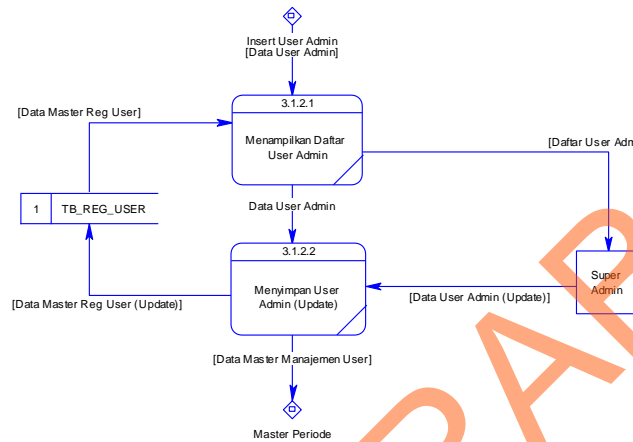 Insert User Admin
[Data User Admin]
3.1.2.1
[Data Master Reg User]
Menampilkan Daftar
User Admin
[Daftar User Adm
1 TB_REG_USER
Data User Admin
3.1.2.2
Menyimpan User
Admin (Update)
Super
Admin
[Data Master Reg User (Update)]
[Data User Admin (Update)]
[Data Master Manajemen User]
Master Periode